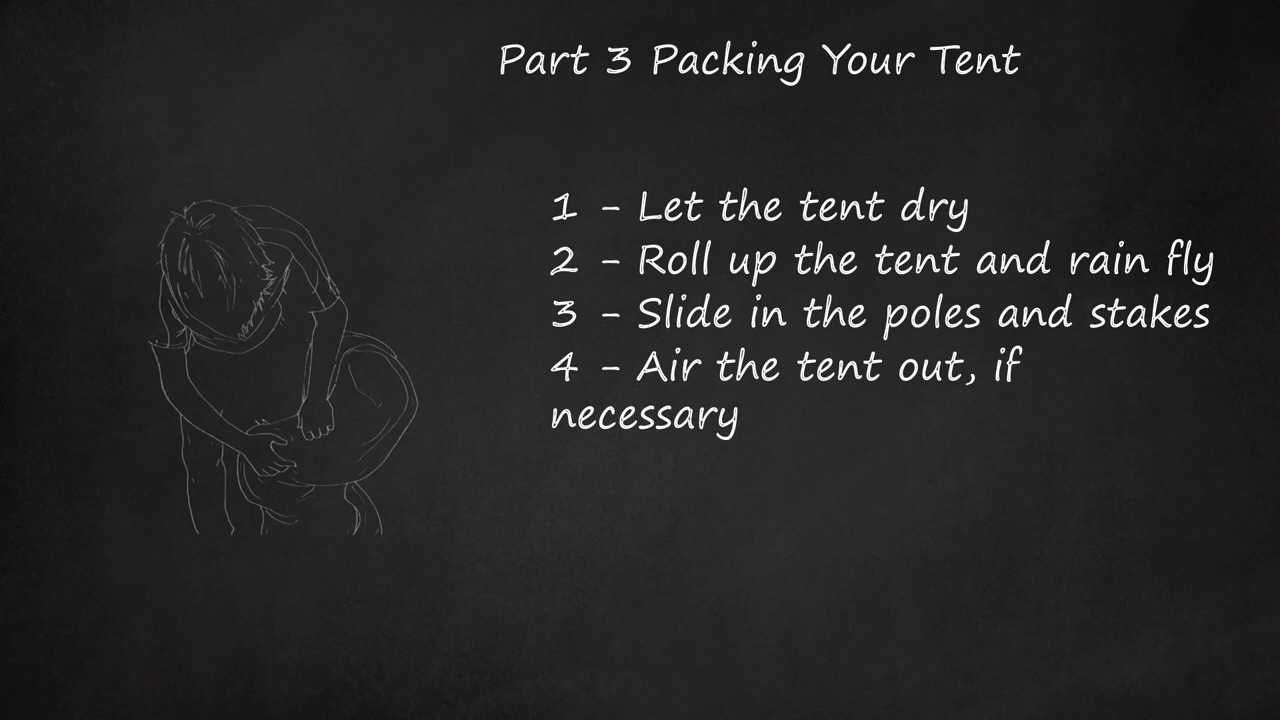 Part 3 Packing Your Tent
1 - Let the tent dry
2 - Roll up the tent and rain fly
3 - Slide in the poles and stakes
4 - Air the tent out, if
necessary